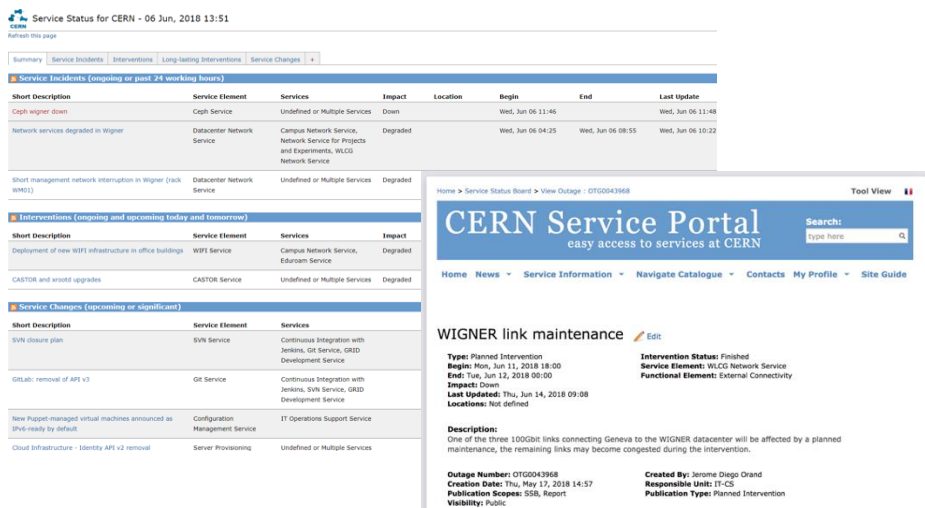 CERN
Service Status for CERN - 06 Jun, 2018 13:51
Refresh this page
Summary Service Incidents Interventions Long-lasting Interventions Service Changes +
Service Incidents (ongoing or past 24 working hours)
Short Description Service Element Services Impact Location Begin End Last Update
Ceph wigner down Ceph Service Undefined or Multiple Services Down Wed, Jun 06 11:46 Wed, Jun 06 11:48
Network services degraded in Wigner Datacenter Network Campus Network Service, Degraded Wed, Jun 06 04:25 Wed, Jun 06 08:55 Wed, Jun 06 10:22
Service Network Service for Projects
and Experiments, WLCG
Network Service
Short management network interruption in Wigner (rack Datacenter Network Undefined or Multiple Services Degraded
WM01) Service
Interventions (ongoing and upcoming today and tomorrow)
Short Description Service Element Services Impact
Deployment of new WIFI infrastructure in office buildings WIFI Service Campus Network Service, Degraded
Eduroam Service
CASTOR and xrootd upgrades CASTOR Service Undefined or Multiple Services Degraded
Service Changes (upcoming or significant)
Short Description Service Element Services
SVN closure plan SVN Service Continuous Integration with
Jenkins, Git Service, GRID
Development Service
GitLab: removal of API v3 Git Service Continuous Integration with
Jenkins, SVN Service, GRID
Development Service
New Puppet-managed virtual machines announced as Configuration IT Operations Support Service
IPv6-ready by default Management Service
Cloud Infrastructure - Identity API v2 removal Server Provisioning Undefined or Multiple Services
Home > Service Status Board > View Outage : OTG0043968 Tool View
CERN Service Portal
easy access to services at CERN
Search:
type here
Home News Service Information Navigate Catalogue Contacts My Profile Site Guide
WIGNER link maintenance Edit
Type: Planned Intervention Intervention Status: Finished
Begin: Mon, Jun 11, 2018 18:00 Service Element: WLCG Network Service
End: Tue, Jun 12, 2018 00:00 Functional Element: External Connectivity
Impact: Down
Last Updated: Thu, Jun 14, 2018 09:08
Locations: Not defined
Description:
One of the three 100Gbit links connecting Geneva to the WIGNER datacenter will be affected by a planned
maintenance, the remaining links may become congested during the intervention.
Outage Number: OTG0043968 Created By: Jerome Diego Orand
Creation Date: Thu, May 17, 2018 14:57 Responsible Unit: IT-CS
Publication Scopes: SSB, Report Publication Type: Planned Intervention
Visibility: Public